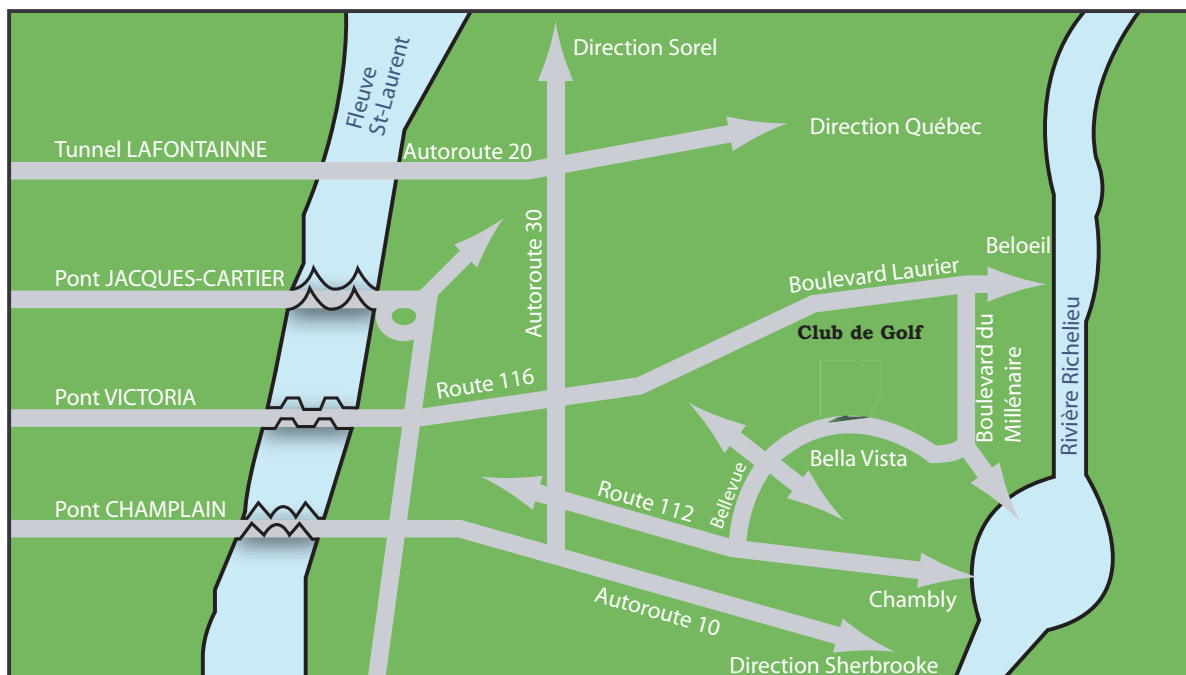 Direction Sorel
Fleuve
St-Laurent
Direction Québec
Tunnel LAFONTAINNE
Autoroute 20
Autoroute 30
Beloeil
Pont JACQUES-CARTIER
Boulevard Laurier
Club de Golf
Boulevard du
Millénaire
Rivière Richelieu
Route 116
Pont VICTORIA
Bella Vista
Bellevue
Route 112
Pont CHAMPLAIN
Chambly
Autoroute 10
Direction Sherbrooke